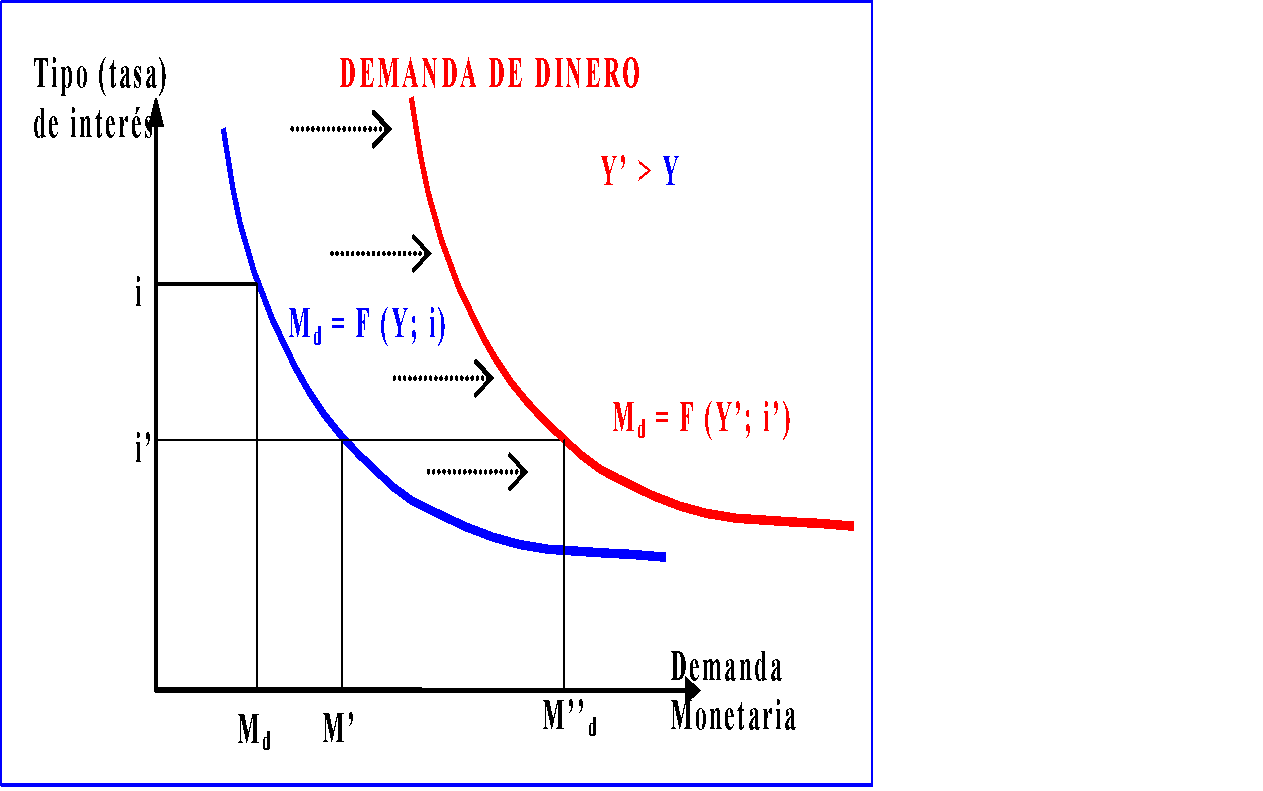 Tipo (tasa)
de interés
DEMANDA DE DINERO
Y’ > Y
i
Md = F (Y; i)
Md = F (Y’; i’)
i’
Demanda
Monetaria
Md
M’
M’’d